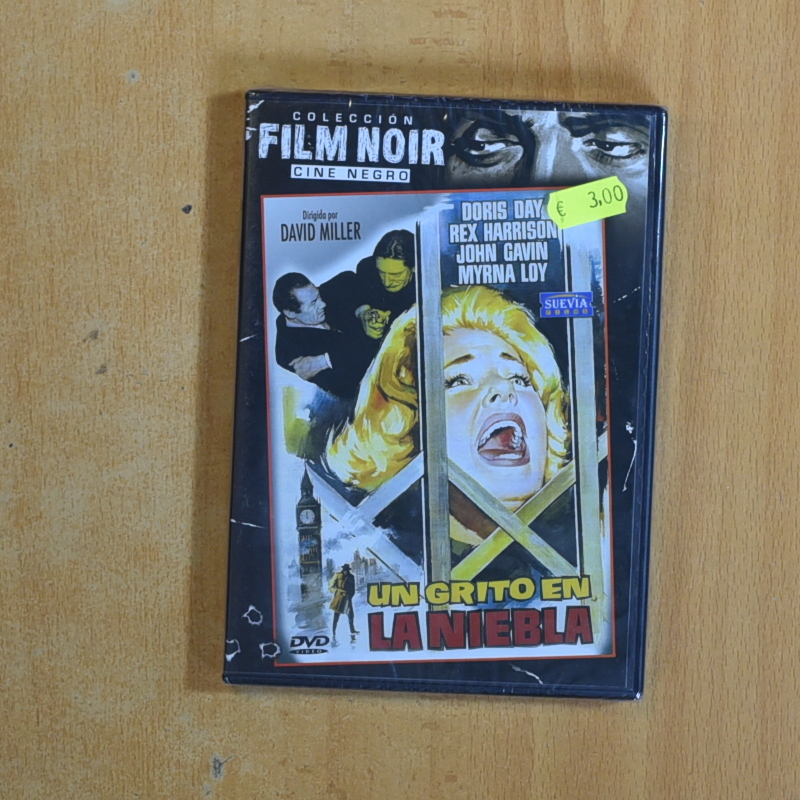 COLECCIÓN
FILM NOIR
CINE NEGRO
Dirigida por
DAVID MILLER
DORIS DAY
REX HARRISON
JOHN GAVIN
MYRNA LOY
€ 3,00
SUEVIA
UN GRITO EN
LA NIEBLA
DVD
VIDEO